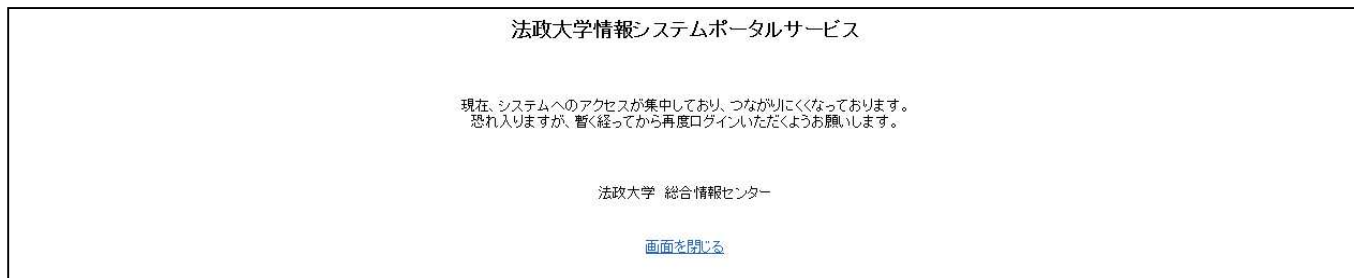 法政大学情報システムポータルサービス
現在、システムへのアクセスが集中しており、つながりにくくなっております。
恐れ入りますが、暫く経ってから再度ログインいただくようお願いします。
法政大学 総合情報センター
画面を閉じる